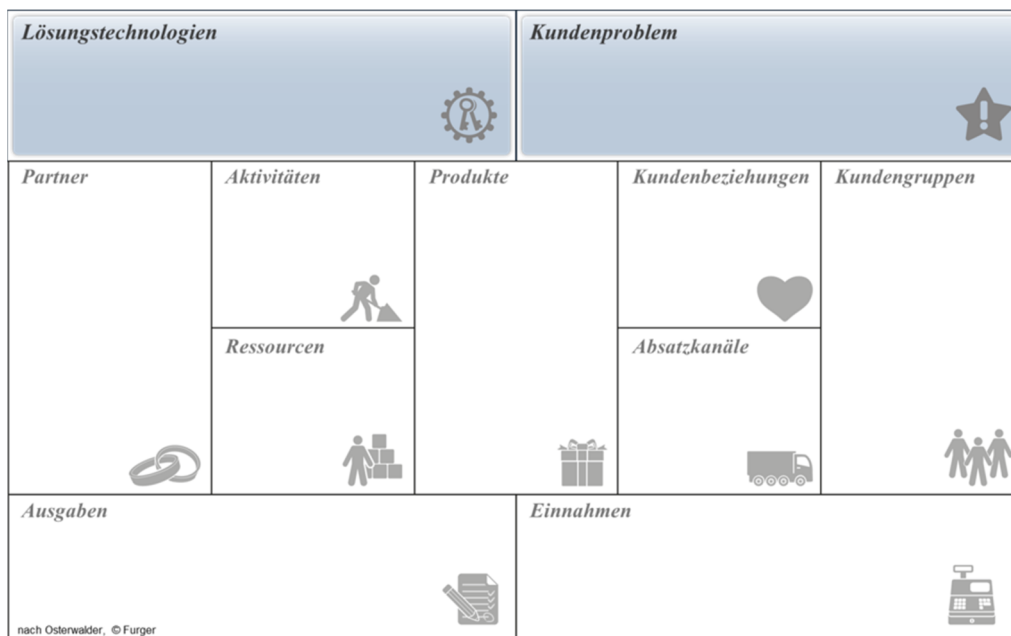 Lösungstechnologien
Kundenproblem
Partner
Aktivitäten
Produkte
Kundenbeziehungen
Kundengruppen
Ressourcen
Absatzkanäle
Ausgaben
Einnahmen
nach Osterwalder, © Furger